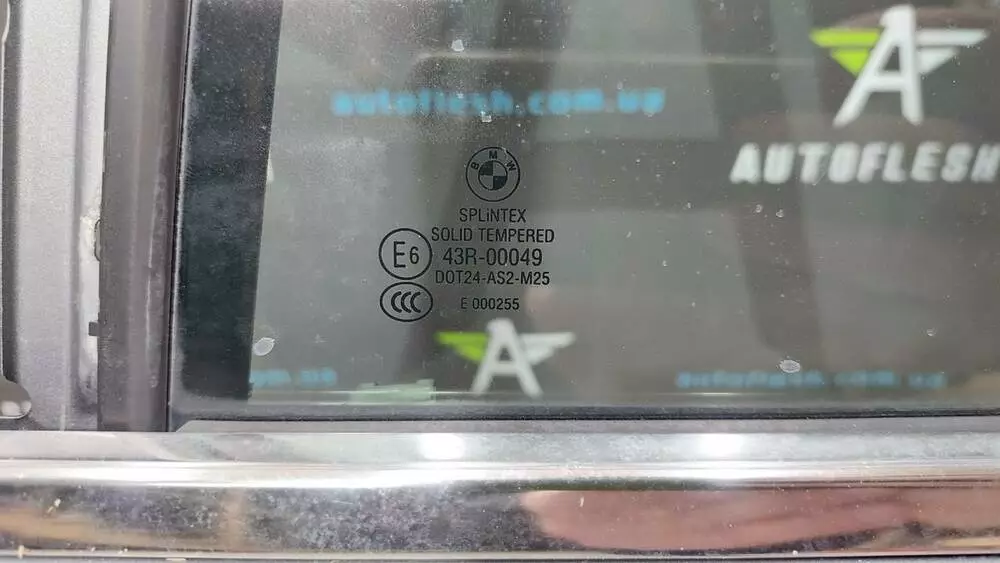 AUTOFLESH
autoflesh.com.ua
BMW
SPLiNTEX
SOLID TEMPERED
E6 43R-00049
DOT24-AS2-M25
CCC E 000255
autoflesh.com.ua